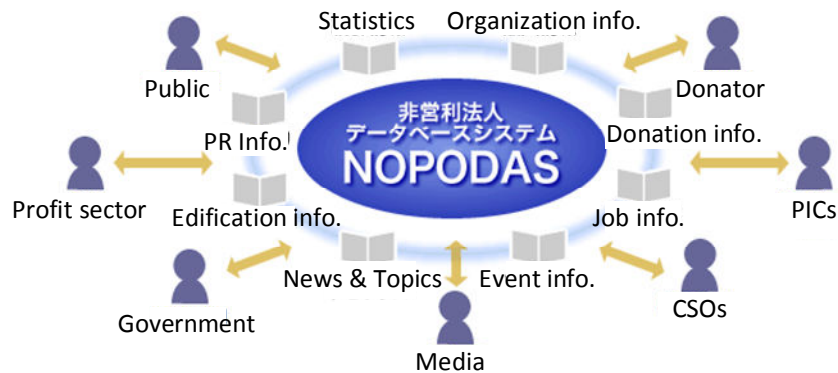 Statistics
Organization info.
Public
Donator
非営利法人
データベースシステム
NOPODAS
PR Info.
Donation info.
Profit sector
Edification info.
Job info.
PICs
News & Topics
Event info.
Government
CSOs
Media